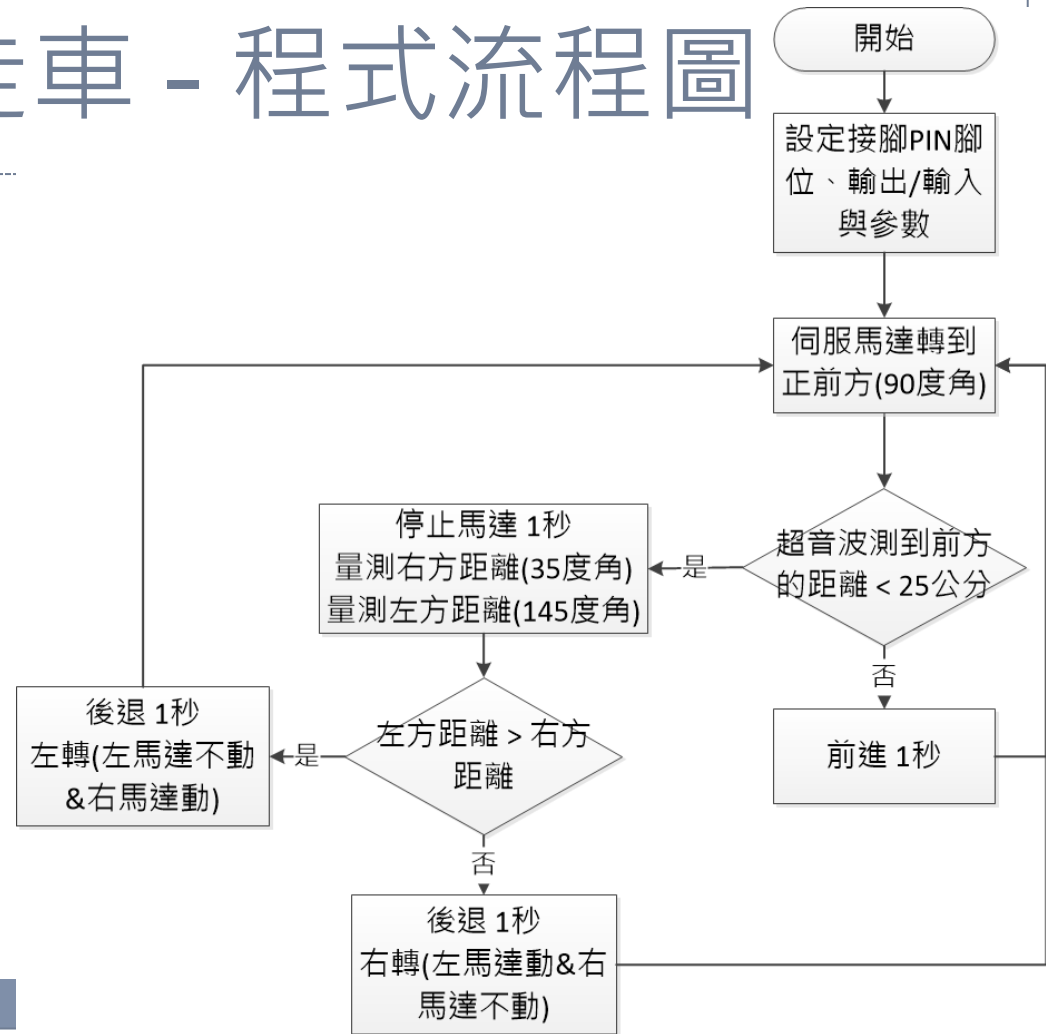 車 - 程式流程圖
開始
設定接腳PIN腳
位、輸出/輸入
與參數
伺服馬達轉到
正前方(90度角)
超音波測到前方
的距離 < 25公分
是
否
停止馬達 1秒
量測右方距離(35度角)
量測左方距離(145度角)
前進 1秒
左方距離 > 右方
距離
是
否
後退 1秒
左轉(左馬達不動
&右馬達動)
後退 1秒
右轉(左馬達動&右
馬達不動)